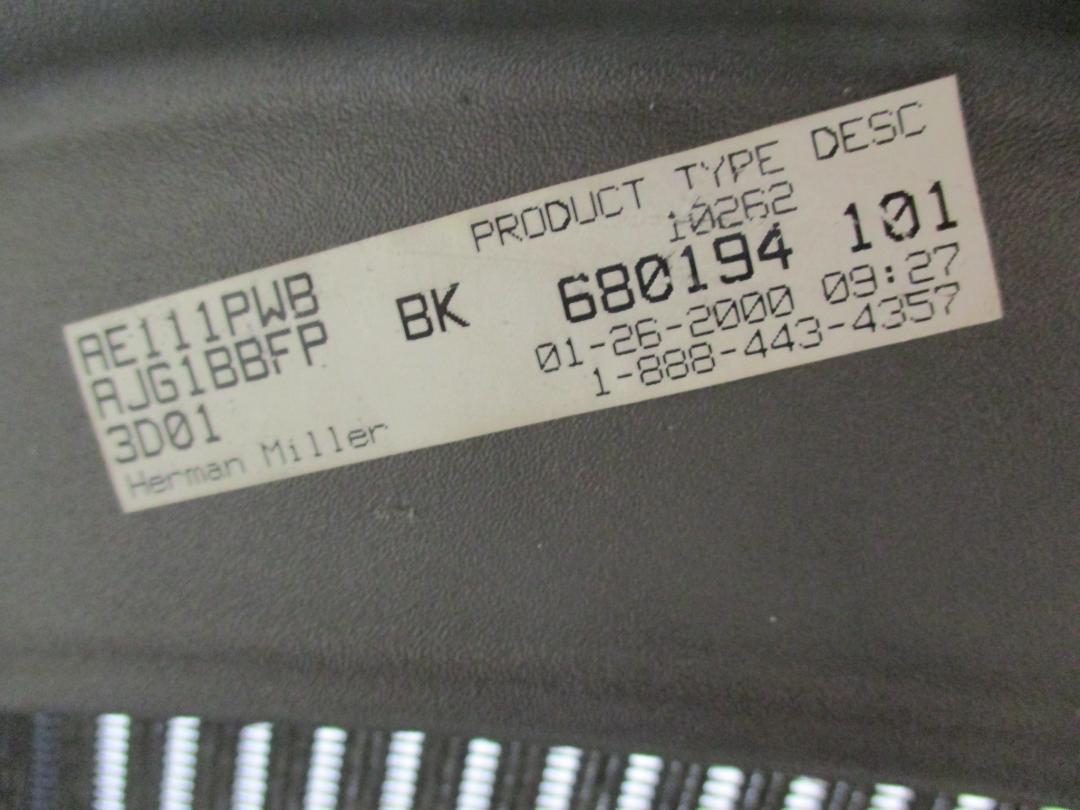 PRODUCT TYPE DESC
10262
AE111PWB BK 680194 101
AJG1BBFP 01-26-2000 09:27
3D01 1-888-443-4357
Herman Miller